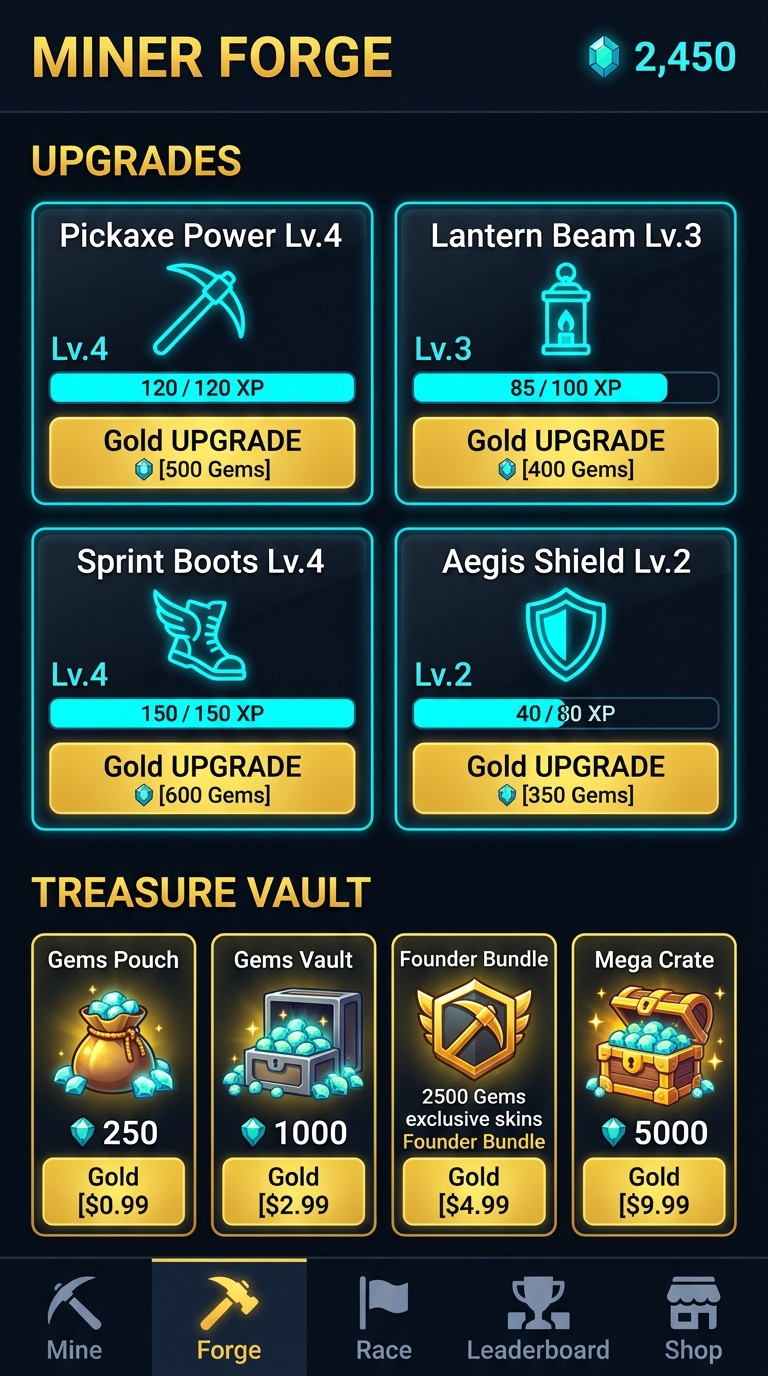 MINER FORGE
2,450
UPGRADES
Pickaxe Power Lv.4
Lv.4
120 / 120 XP
Gold UPGRADE
[500 Gems]
Lantern Beam Lv.3
Lv.3
85 / 100 XP
Gold UPGRADE
[400 Gems]
Sprint Boots Lv.4
Lv.4
150 / 150 XP
Gold UPGRADE
[600 Gems]
Aegis Shield Lv.2
Lv.2
40 / 80 XP
Gold UPGRADE
[350 Gems]
TREASURE VAULT
Gems Pouch
250
Gold
[$0.99
Gems Vault
1000
Gold
[$2.99
Founder Bundle
2500 Gems
exclusive skins
Founder Bundle
Gold
[$4.99
Mega Crate
5000
Gold
[$9.99
Mine
Forge
Race
Leaderboard
Shop